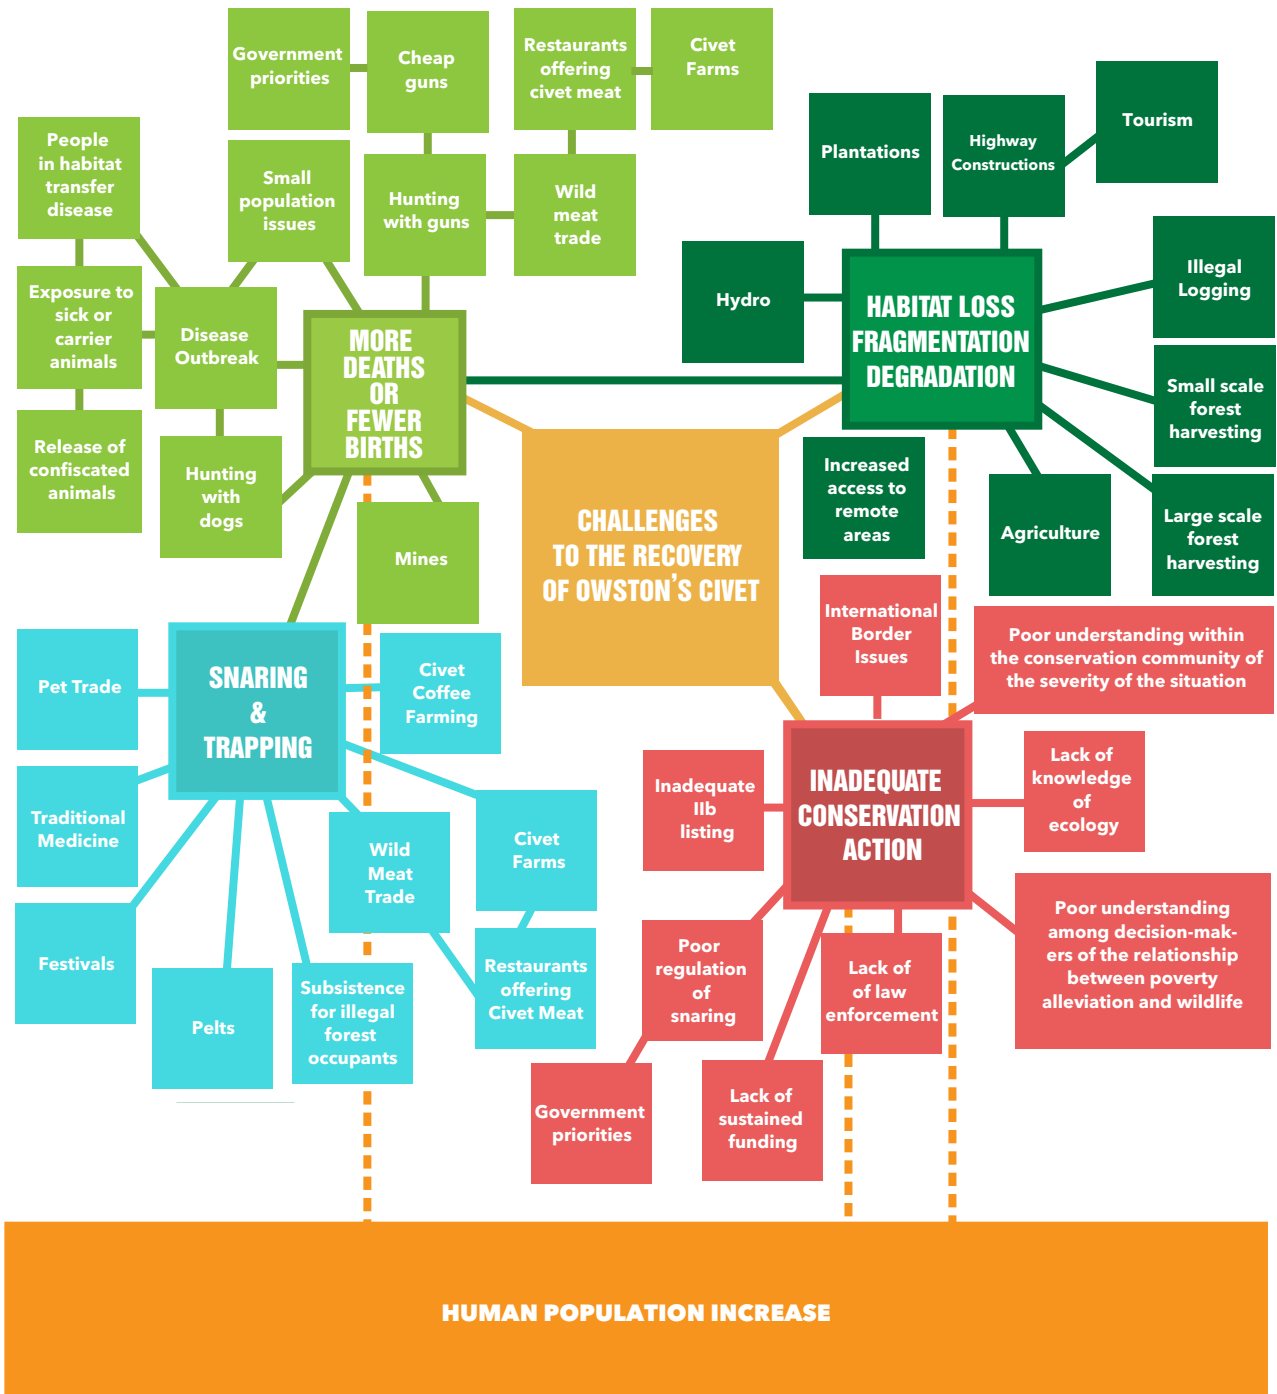 Government
priorities
Cheap
guns
Restaurants
offering
civet meat
Civet
Farms
People
in habitat
transfer
disease
Small
population
issues
Hunting
with guns
Wild
meat
trade
Plantations
Highway
Constructions
Tourism
Exposure to
sick or
carrier
animals
Disease
Outbreak
MORE
DEATHS
OR
FEWER
BIRTHS
Hydro
HABITAT LOSS
FRAGMENTATION
DEGRADATION
Illegal
Logging
Small scale
forest
harvesting
Release of
confiscated
animals
Hunting
with
dogs
Mines
CHALLENGES
TO THE RECOVERY
OF OWSTON'S CIVET
Increased
access to
remote
areas
Agriculture
Large scale
forest
harvesting
International
Border
Issues
Poor understanding within
the conservation community of
the severity of the situation
Pet Trade
SNARING
&
TRAPPING
Civet
Coffee
Farming
Inadequate
IIb
listing
INADEQUATE
CONSERVATION
ACTION
Lack of
knowledge
of
ecology
Traditional
Medicine
Wild
Meat
Trade
Civet
Farms
Festivals
Pelts
Subsistence
for illegal
forest
occupants
Restaurants
offering
Civet Meat
Poor
regulation
of
snaring
Lack of
of law
enforcement
Poor understanding
among decision-mak-
ers of the relationship
between poverty
alleviation and wildlife
Government
priorities
Lack of
sustained
funding
HUMAN POPULATION INCREASE